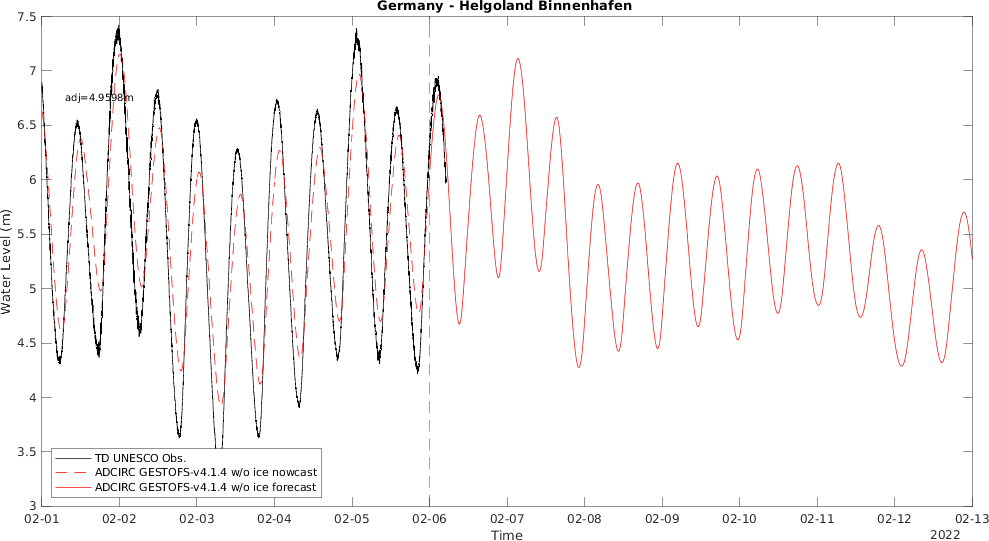 Germany - Helgoland Binnenhafen
7.5
7
6.5
6
5.5
5
4.5
4
3.5
3
Water Level (m)
adj=4.9598m
TD UNESCO Obs.
ADCIRC GESTOFS-v4.1.4 w/o ice nowcast
ADCIRC GESTOFS-v4.1.4 w/o ice forecast
02-01 02-02 02-03 02-04 02-05 02-06 02-07 02-08 02-09 02-10 02-11 02-12 02-13
Time
2022